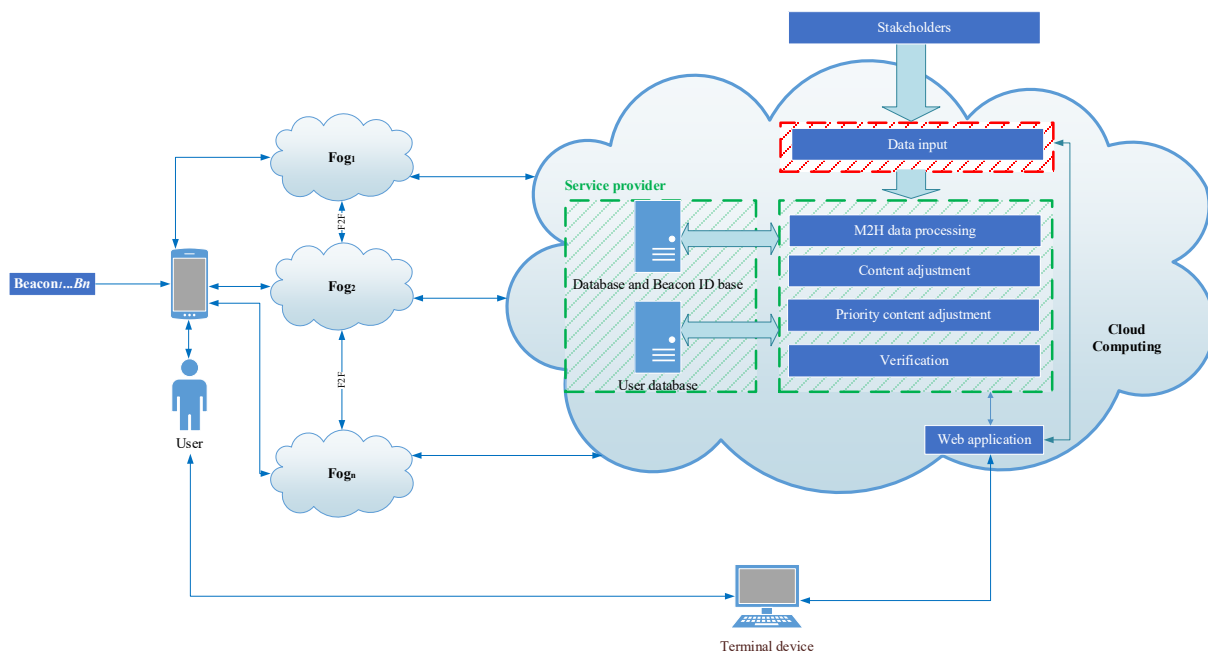 Stakeholders
Data input
Service provider
M2H data processing
Content adjustment
Priority content adjustment
Verification
Database and Beacon ID base
User database
Cloud
Computing
Web application
Fog₁
F2F
Fog₂
F2F
Fogₙ
Beacon₁...Bn
User
Terminal device